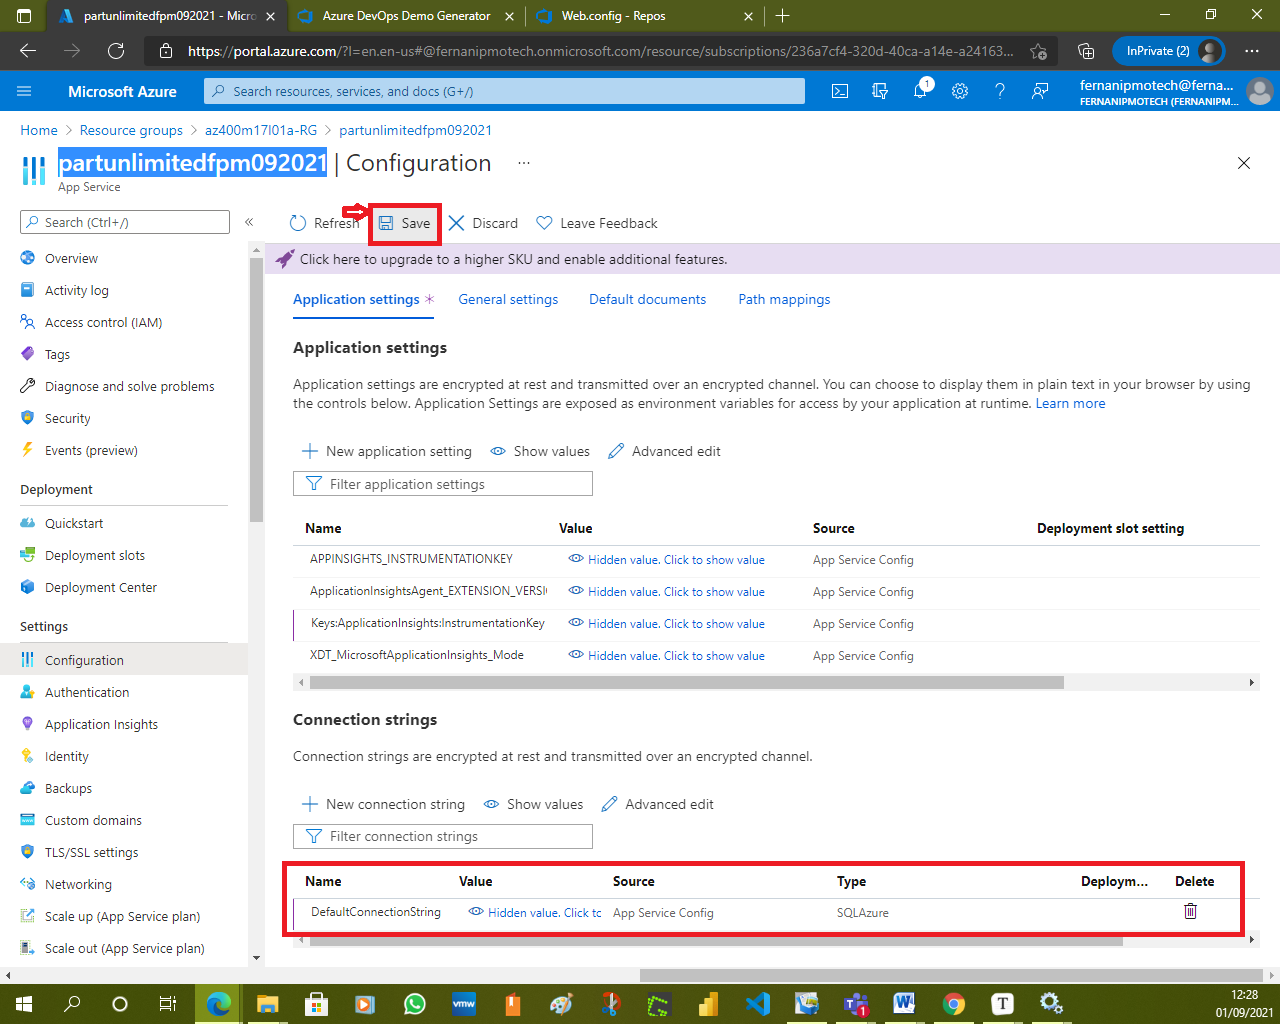 partunlimitedfpm092021 - Micro
Azure DevOps Demo Generator
Web.config - Repos
https://portal.azure.com/?l=en.en-us#@fernanipmotech.onmicrosoft.com/resource/subscriptions/236a7cf4-320d-40ca-a14e-a24163...
InPrivate (2)
Microsoft Azure
Search resources, services, and docs (G+/)
1
fernanipmotech@ferna...
FERNANIPMOTECH (FERNANIPM...
Home > Resource groups > az400m17l01a-RG > partunlimitedfpm092021
partunlimitedfpm092021 | Configuration ...
App Service
Search (Ctrl+/)
Refresh
Save
Discard
Leave Feedback
Click here to upgrade to a higher SKU and enable additional features.
Overview
Activity log
Access control (IAM)
Tags
Diagnose and solve problems
Security
Events (preview)
Deployment
Quickstart
Deployment slots
Deployment Center
Settings
Configuration
Authentication
Application Insights
Identity
Backups
Custom domains
TLS/SSL settings
Networking
Scale up (App Service plan)
Scale out (App Service plan)
Application settings *
General settings
Default documents
Path mappings
Application settings
Application settings are encrypted at rest and transmitted over an encrypted channel. You can choose to display them in plain text in your browser by using
the controls below. Application Settings are exposed as environment variables for access by your application at runtime. Learn more
New application setting
Show values
Advanced edit
Filter application settings
Name Value Source Deployment slot setting
APPINSIGHTS_INSTRUMENTATIONKEY Hidden value. Click to show value App Service Config
ApplicationInsightsAgent_EXTENSION_VERSI Hidden value. Click to show value App Service Config
Keys:ApplicationInsights:InstrumentationKey Hidden value. Click to show value App Service Config
XDT_MicrosoftApplicationInsights_Mode Hidden value. Click to show value App Service Config
Connection strings
Connection strings are encrypted at rest and transmitted over an encrypted channel.
New connection string
Show values
Advanced edit
Filter connection strings
Name Value Source Type Deploym... Delete
DefaultConnectionString Hidden value. Click to App Service Config SQLAzure
vmw
1
T
12:28
01/09/2021